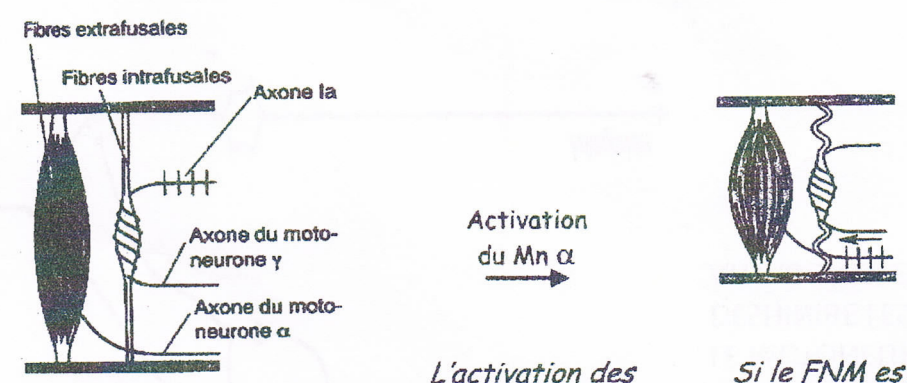 Fibres extrafusales
Fibres intrafusales
Axone Ia
Axone du moto-
neurone γ
Axone du moto-
neurone α
Activation
du Mn α
L'activation des
Si le FNM es